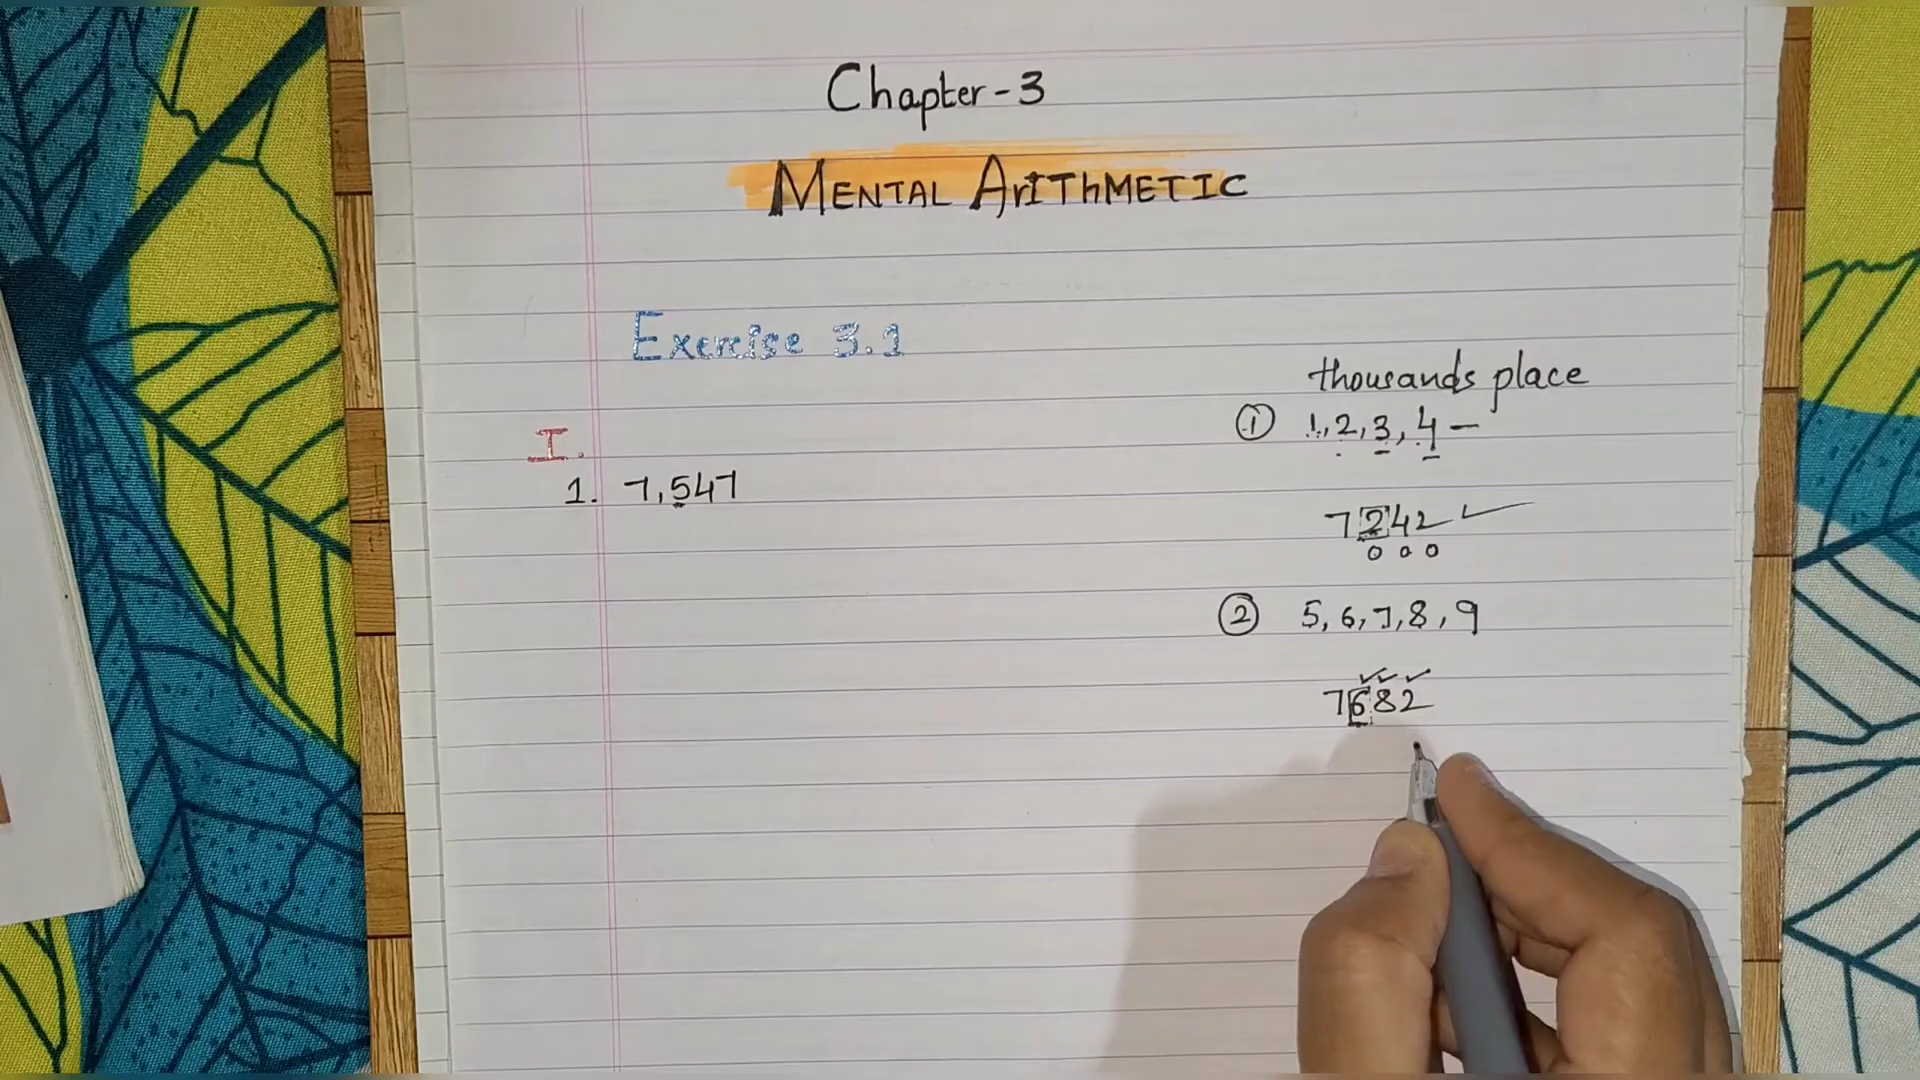 Chapter-3
MENTAL ArIThMETIC
Exercise 3.1
I.
1. 7,547
thousands place
① 1,2,3,4 —
7242
000
② 5,6,7,8,9
7682